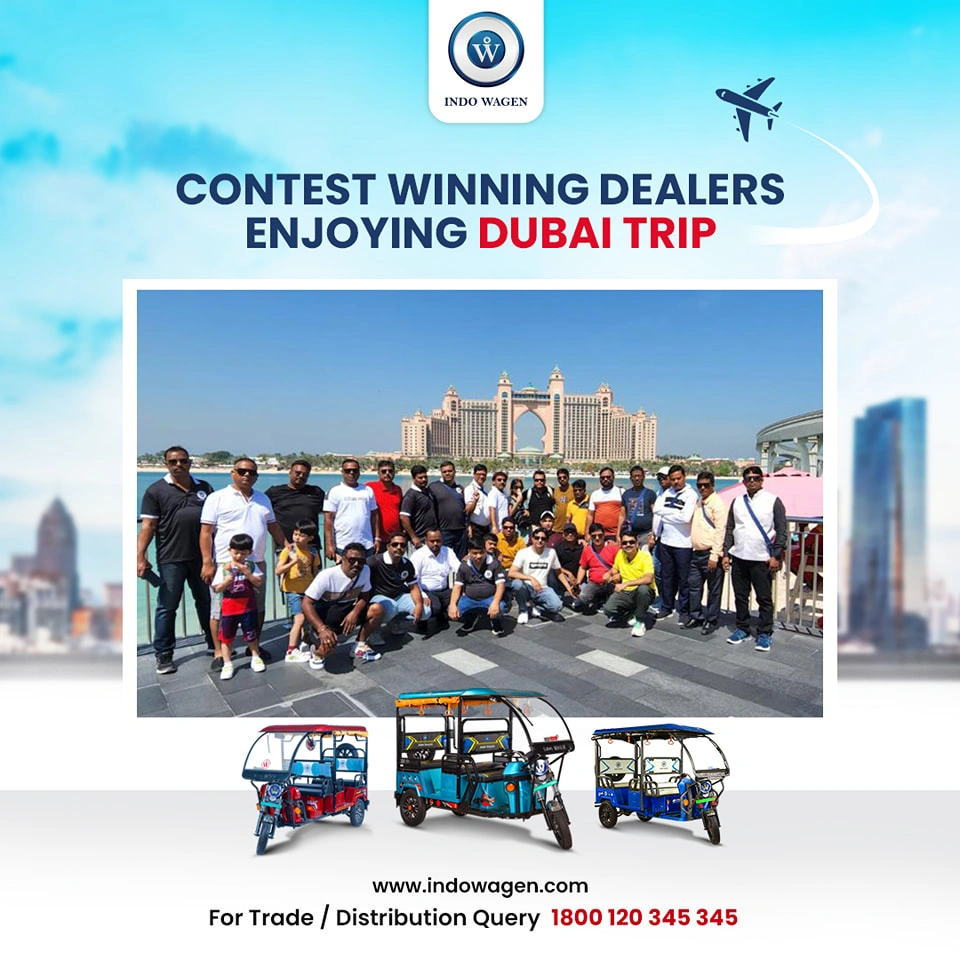 W
INDO WAGEN
CONTEST WINNING DEALERS
ENJOYING DUBAI TRIP
www.indowagen.com
For Trade / Distribution Query 1800 120 345 345